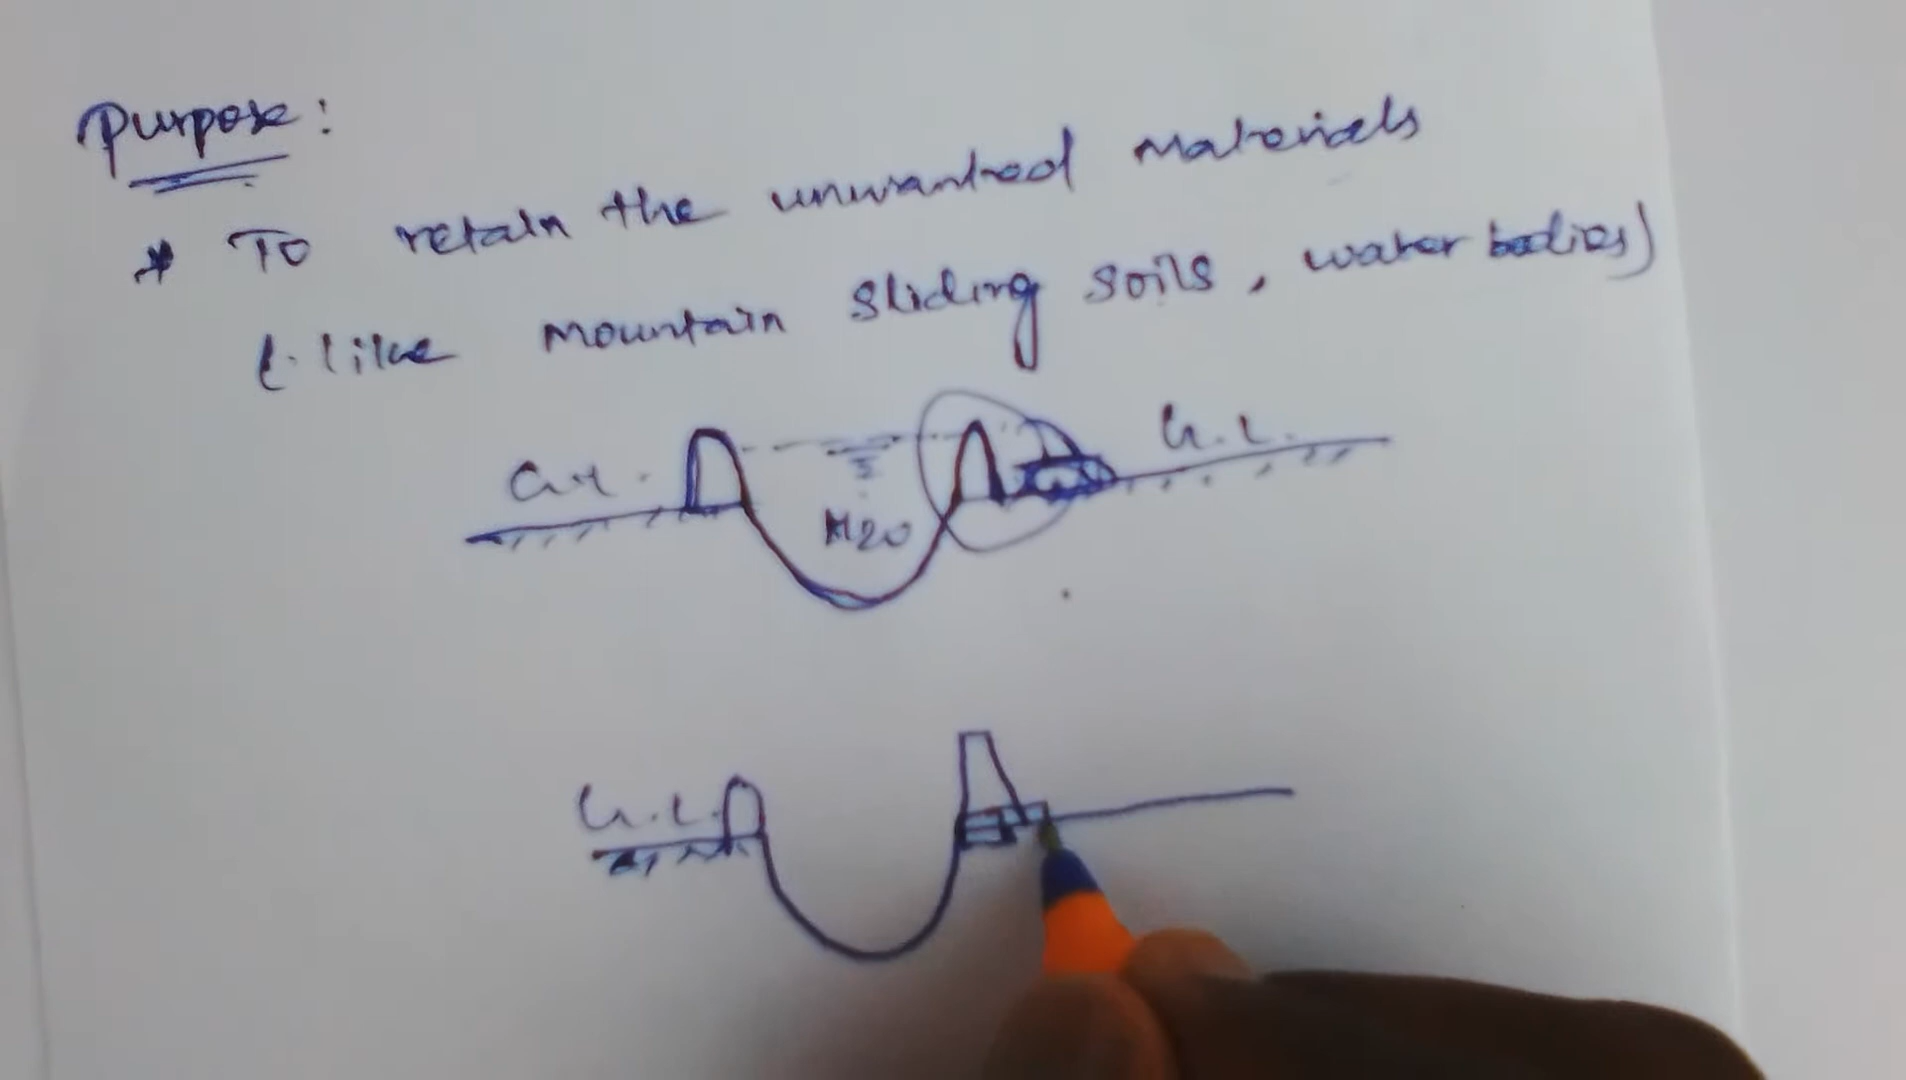 Purpose:
* To retain the unwanted materials
(. like mountain sliding soils, water bodies)
G.L.
G.L.
H2O
G.L.